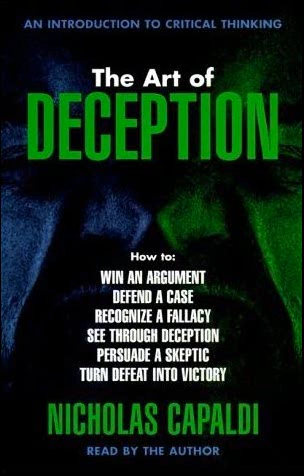 AN INTRODUCTION TO CRITICAL THINKING
The Art of
DECEPTION
How to:
WIN AN ARGUMENT
DEFEND A CASE
RECOGNIZE A FALLACY
SEE THROUGH DECEPTION
PERSUADE A SKEPTIC
TURN DEFEAT INTO VICTORY
NICHOLAS CAPALDI
READ BY THE AUTHOR